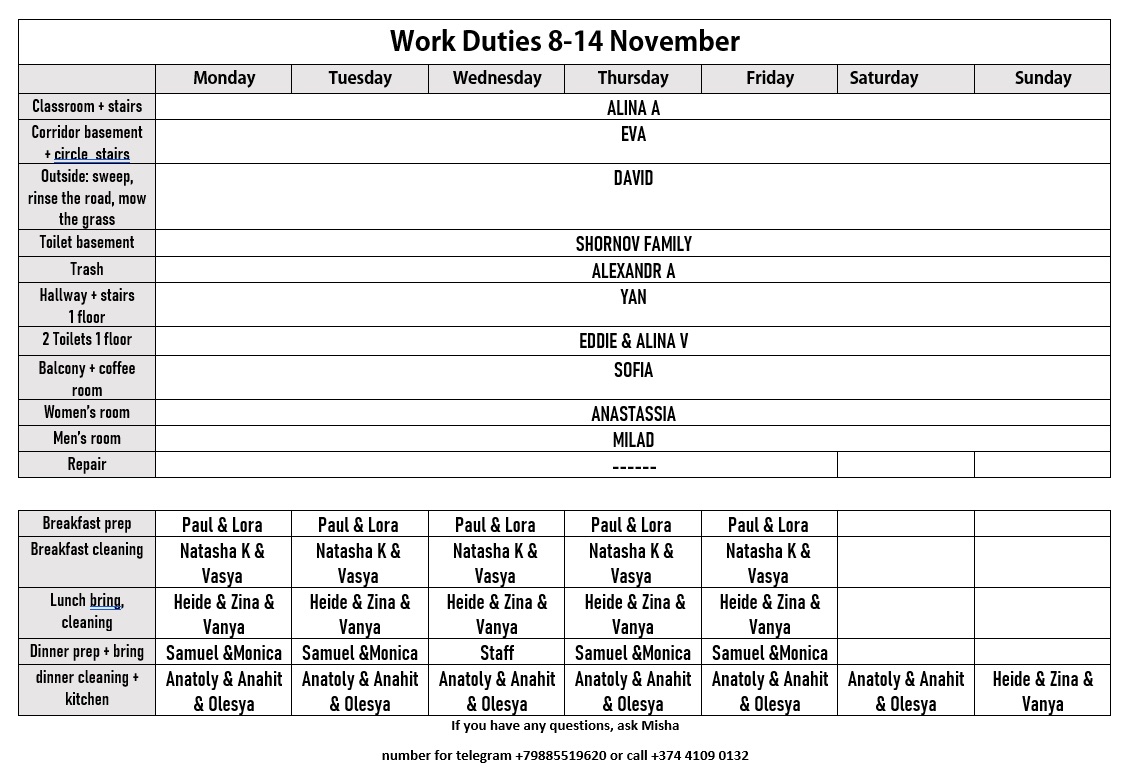 Work Duties 8-14 November
Monday Tuesday Wednesday Thursday Friday Saturday Sunday
Classroom + stairs ALINA A
Corridor basement EVA
+ circle stairs
Outside: sweep, DAVID
rinse the road, mow
the grass
Toilet basement SHORNOV FAMILY
Trash ALEXANDR A
Hallway + stairs YAN
1 floor
2 Toilets 1 floor EDDIE & ALINA V
Balcony + coffee SOFIA
room
Women's room ANASTASSIA
Men's room MILAD
Repair ------
Breakfast prep Paul & Lora Paul & Lora Paul & Lora Paul & Lora Paul & Lora
Breakfast cleaning Natasha K & Natasha K & Natasha K & Natasha K & Natasha K &
Vasya Vasya Vasya Vasya Vasya
Lunch bring, Heide & Zina & Heide & Zina & Heide & Zina & Heide & Zina & Heide & Zina &
cleaning Vanya Vanya Vanya Vanya Vanya
Dinner prep + bring Samuel &Monica Samuel &Monica Staff Samuel &Monica Samuel &Monica
dinner cleaning + Anatoly & Anahit Anatoly & Anahit Anatoly & Anahit Anatoly & Anahit Anatoly & Anahit Anatoly & Anahit Heide & Zina &
kitchen & Olesya & Olesya & Olesya & Olesya & Olesya & Olesya Vanya
If you have any questions, ask Misha
number for telegram +79885519620 or call +374 4109 0132